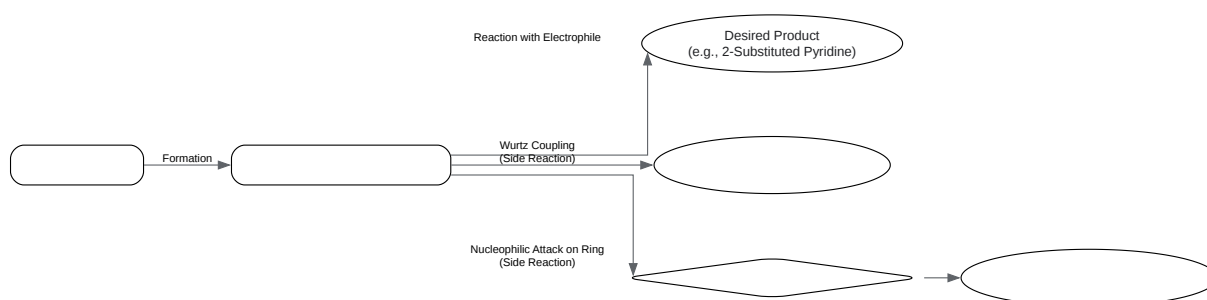 Reaction with Electrophile
Desired Product
(e.g., 2-Substituted Pyridine)
Formation
Wurtz Coupling
(Side Reaction)
Nucleophilic Attack on Ring
(Side Reaction)